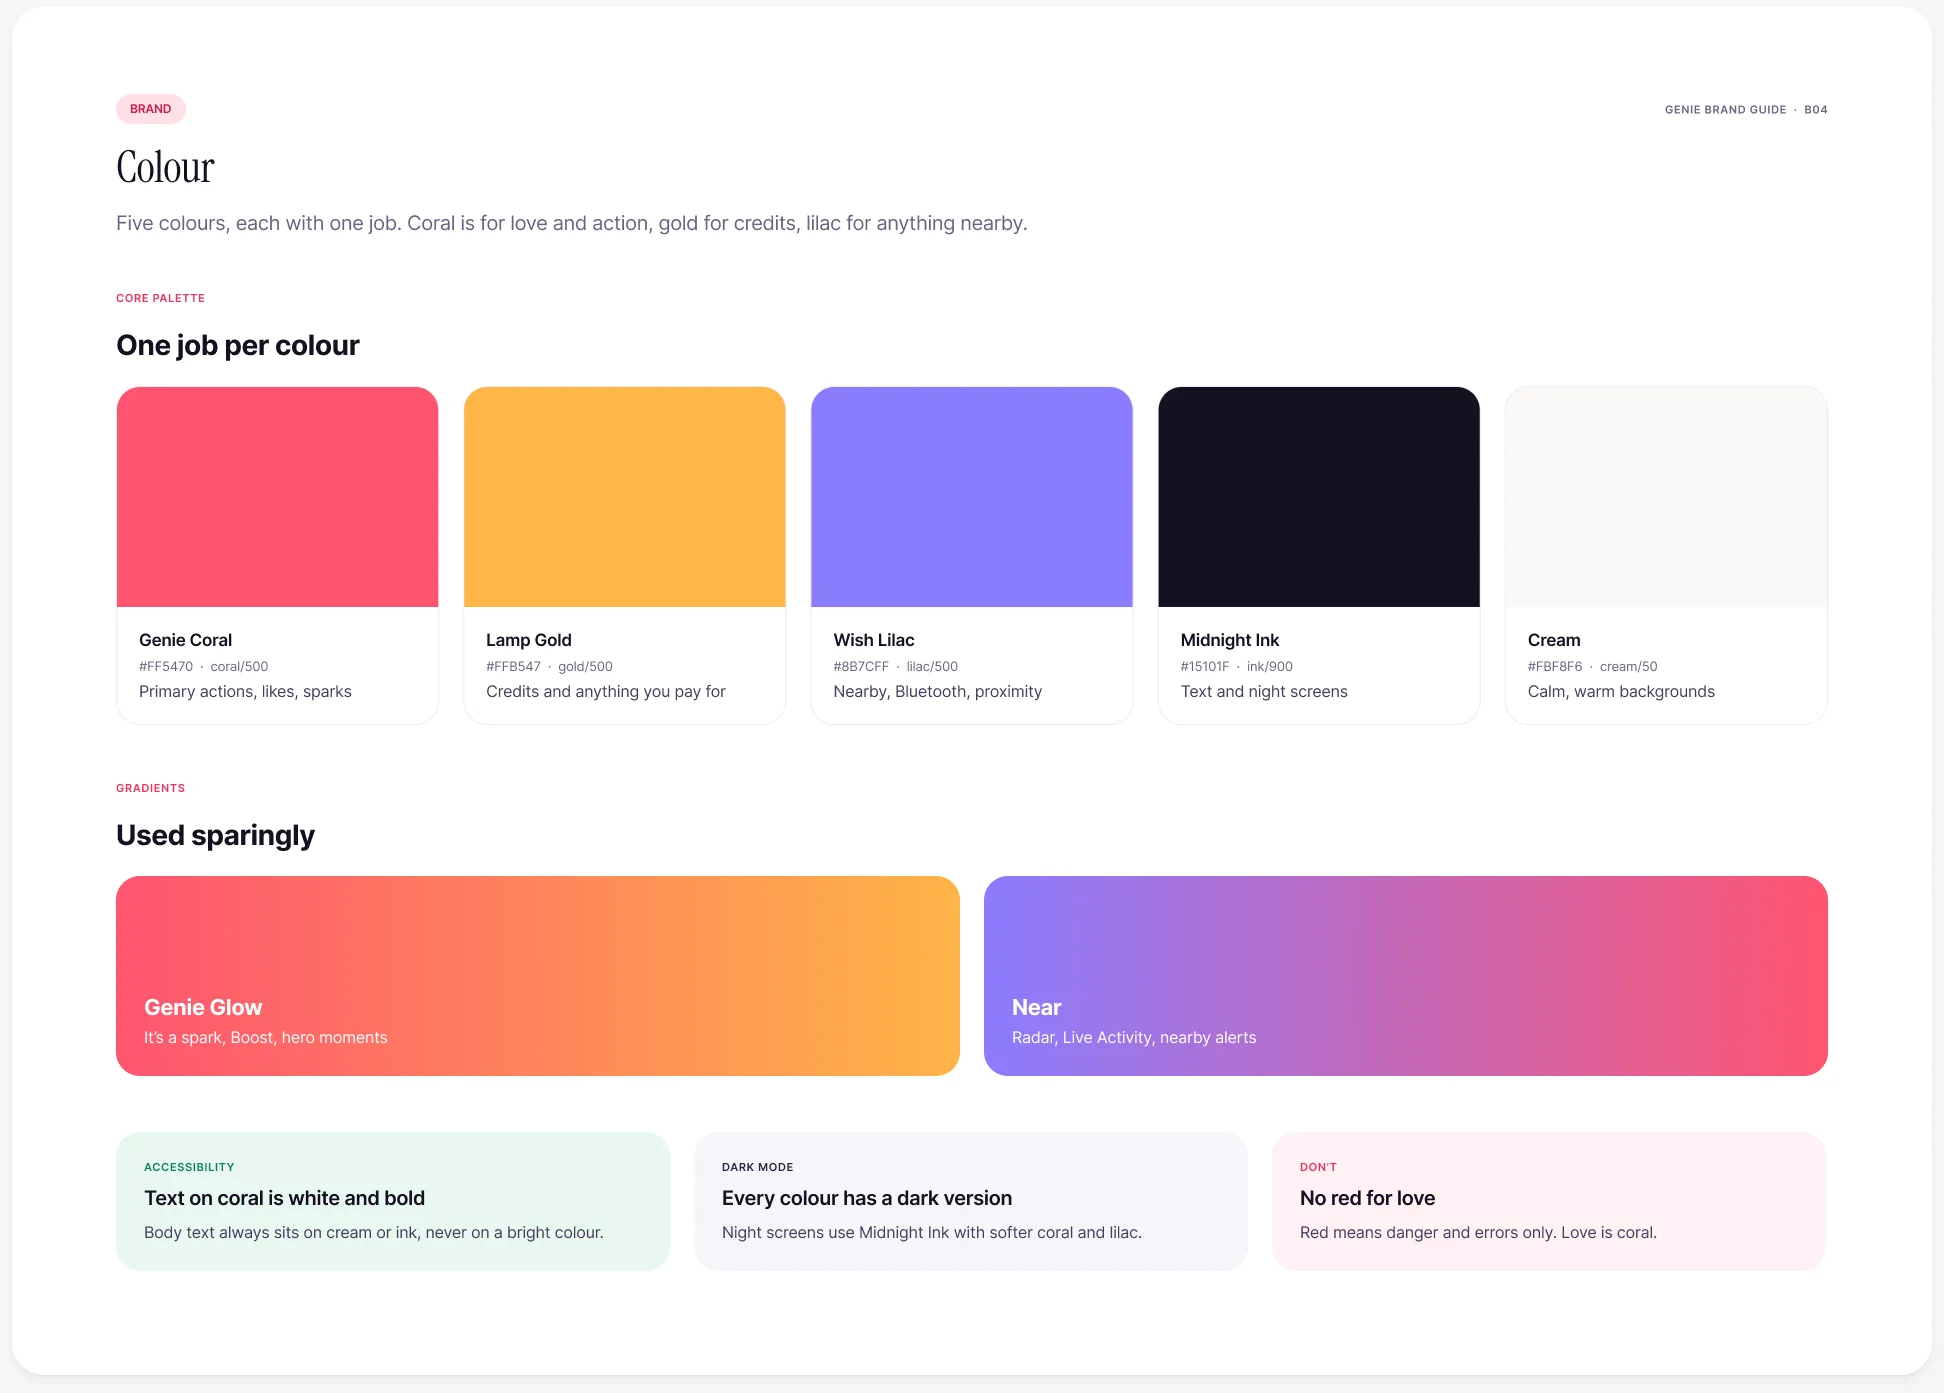 BRAND
GENIE BRAND GUIDE · B04
Colour
Five colours, each with one job. Coral is for love and action, gold for credits, lilac for anything nearby.
CORE PALETTE
One job per colour
Genie Coral
#FF5470 · coral/500
Primary actions, likes, sparks
Lamp Gold
#FFB547 · gold/500
Credits and anything you pay for
Wish Lilac
#8B7CFF · lilac/500
Nearby, Bluetooth, proximity
Midnight Ink
#15101F · ink/900
Text and night screens
Cream
#FBF8F6 · cream/50
Calm, warm backgrounds
GRADIENTS
Used sparingly
Genie Glow
It's a spark, Boost, hero moments
Near
Radar, Live Activity, nearby alerts
ACCESSIBILITY
Text on coral is white and bold
Body text always sits on cream or ink, never on a bright colour.
DARK MODE
Every colour has a dark version
Night screens use Midnight Ink with softer coral and lilac.
DON'T
No red for love
Red means danger and errors only. Love is coral.